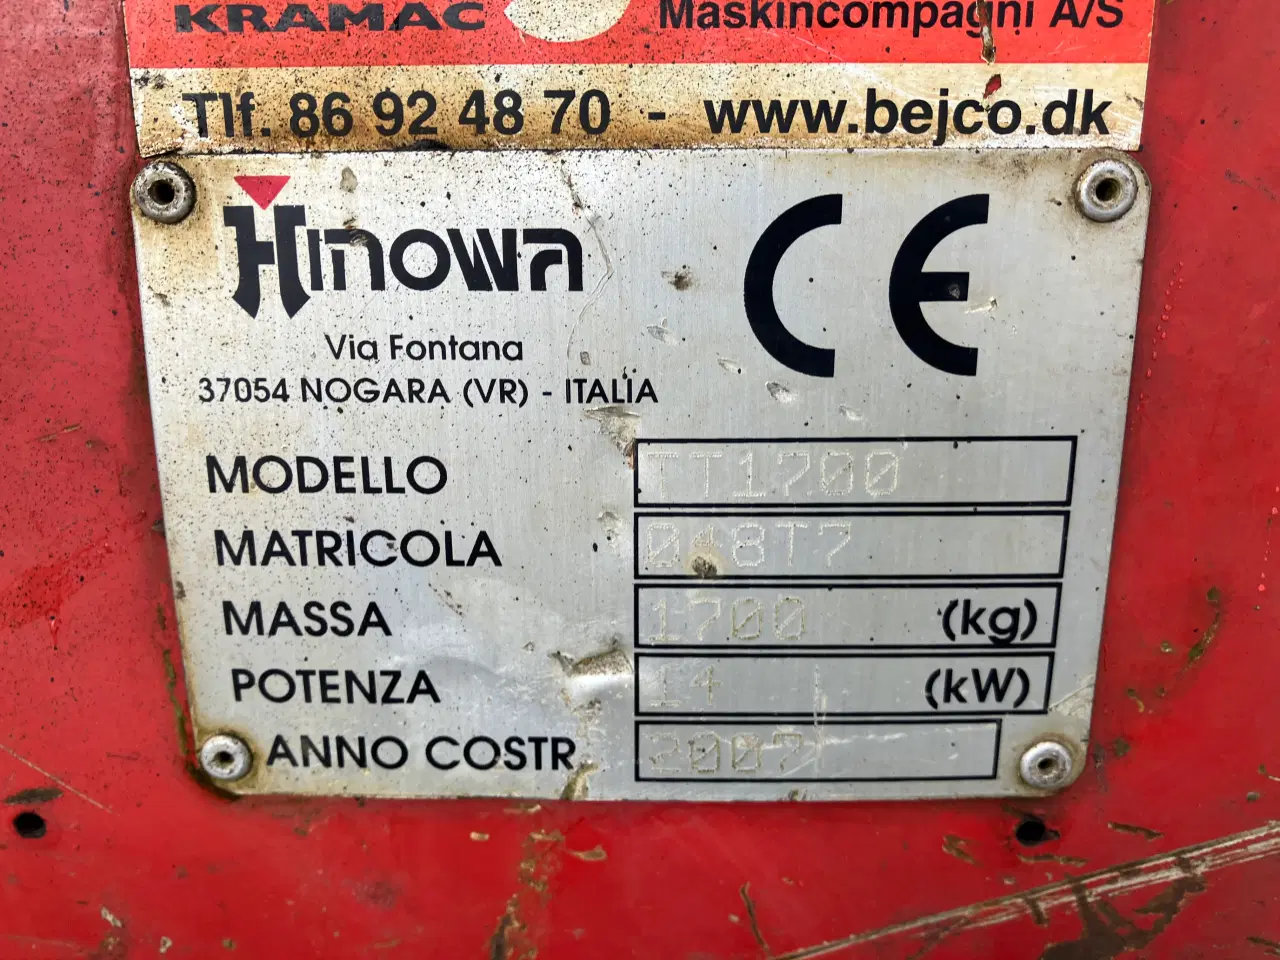 KRAMAC Maskincompagni A/S
Tlf. 86 92 48 70 - www.bejco.dk
HINOWA CE
Via Fontana
37054 NOGARA (VR) - ITALIA
MODELLO TT1700
MATRICOLA
MASSA 1700 (kg)
POTENZA 14 (kW)
ANNO COSTR. 2007